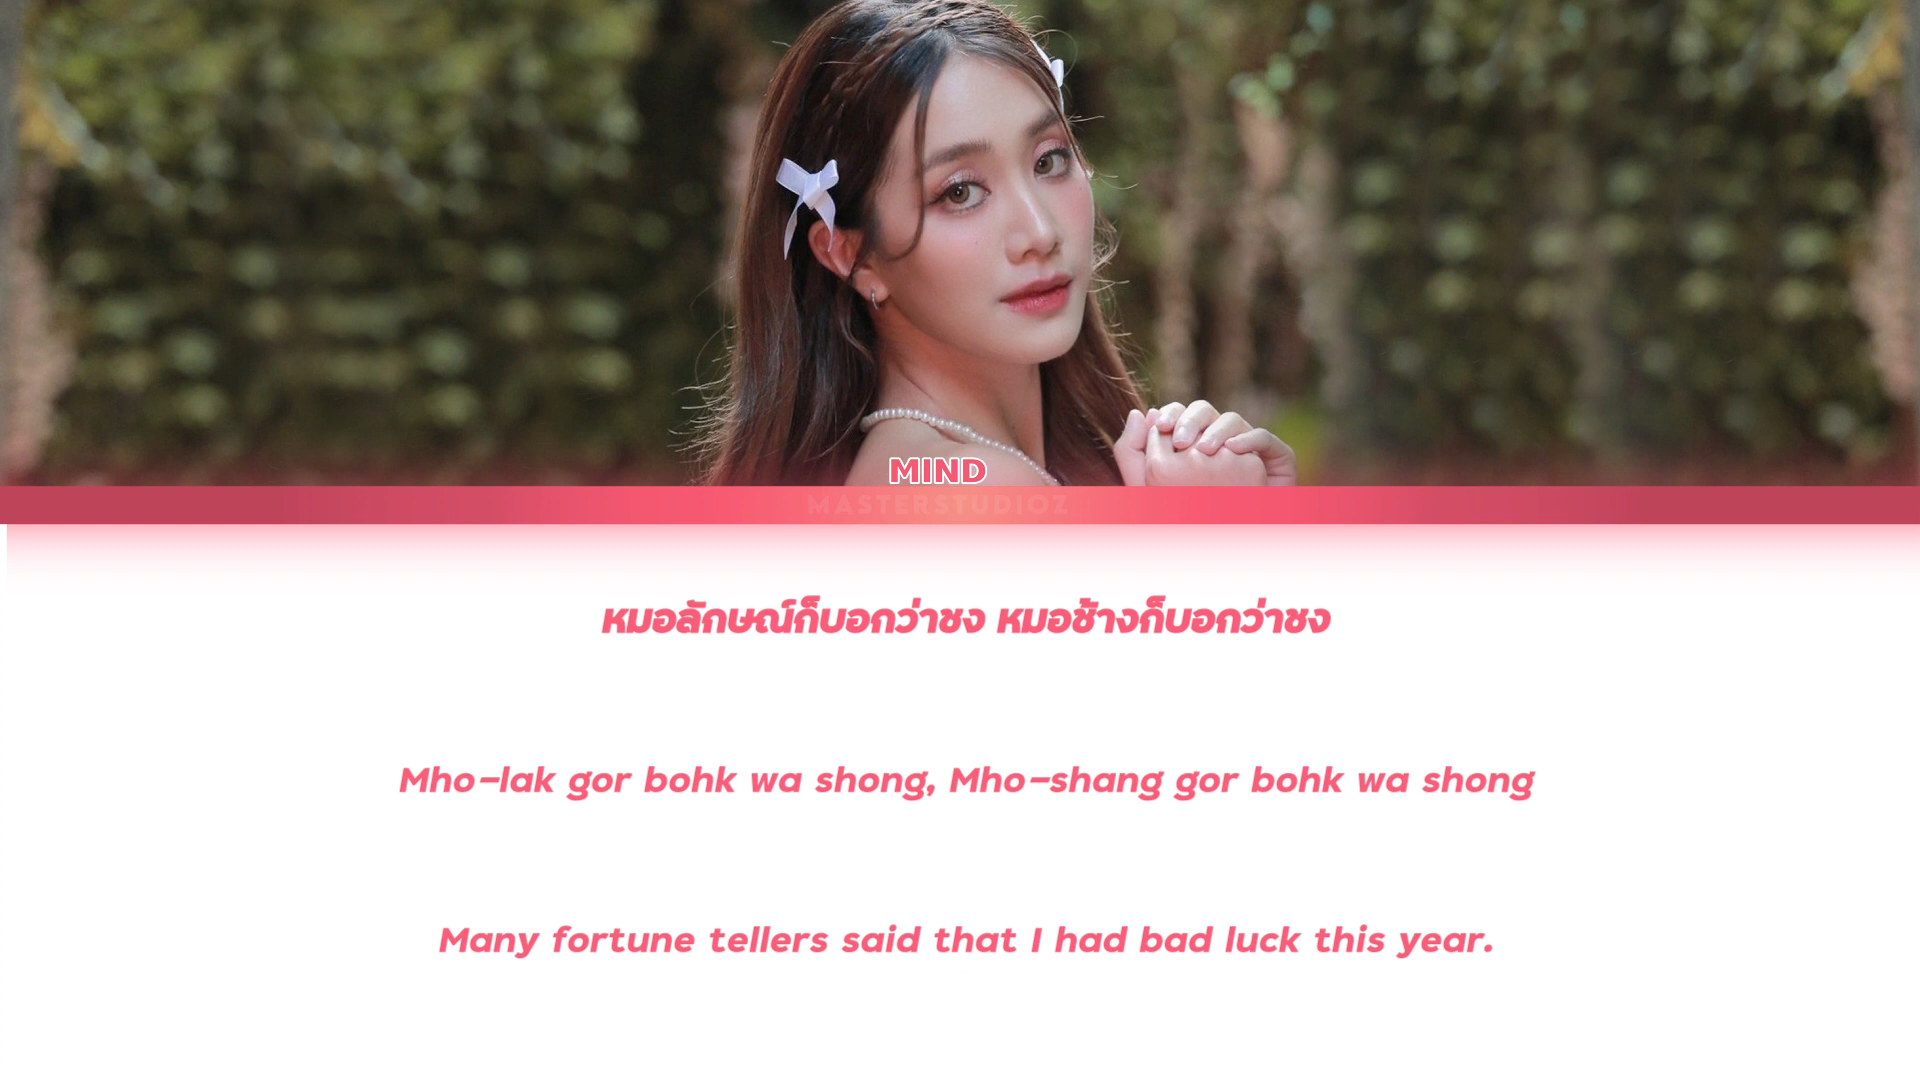 MIND
MASTERSTUDIOZ
หมอลักษณ์ก็บอกว่าชง หมอช้างก็บอกว่าชง
Mho-lak gor bohk wa shong, Mho-shang gor bohk wa shong
Many fortune tellers said that I had bad luck this year.